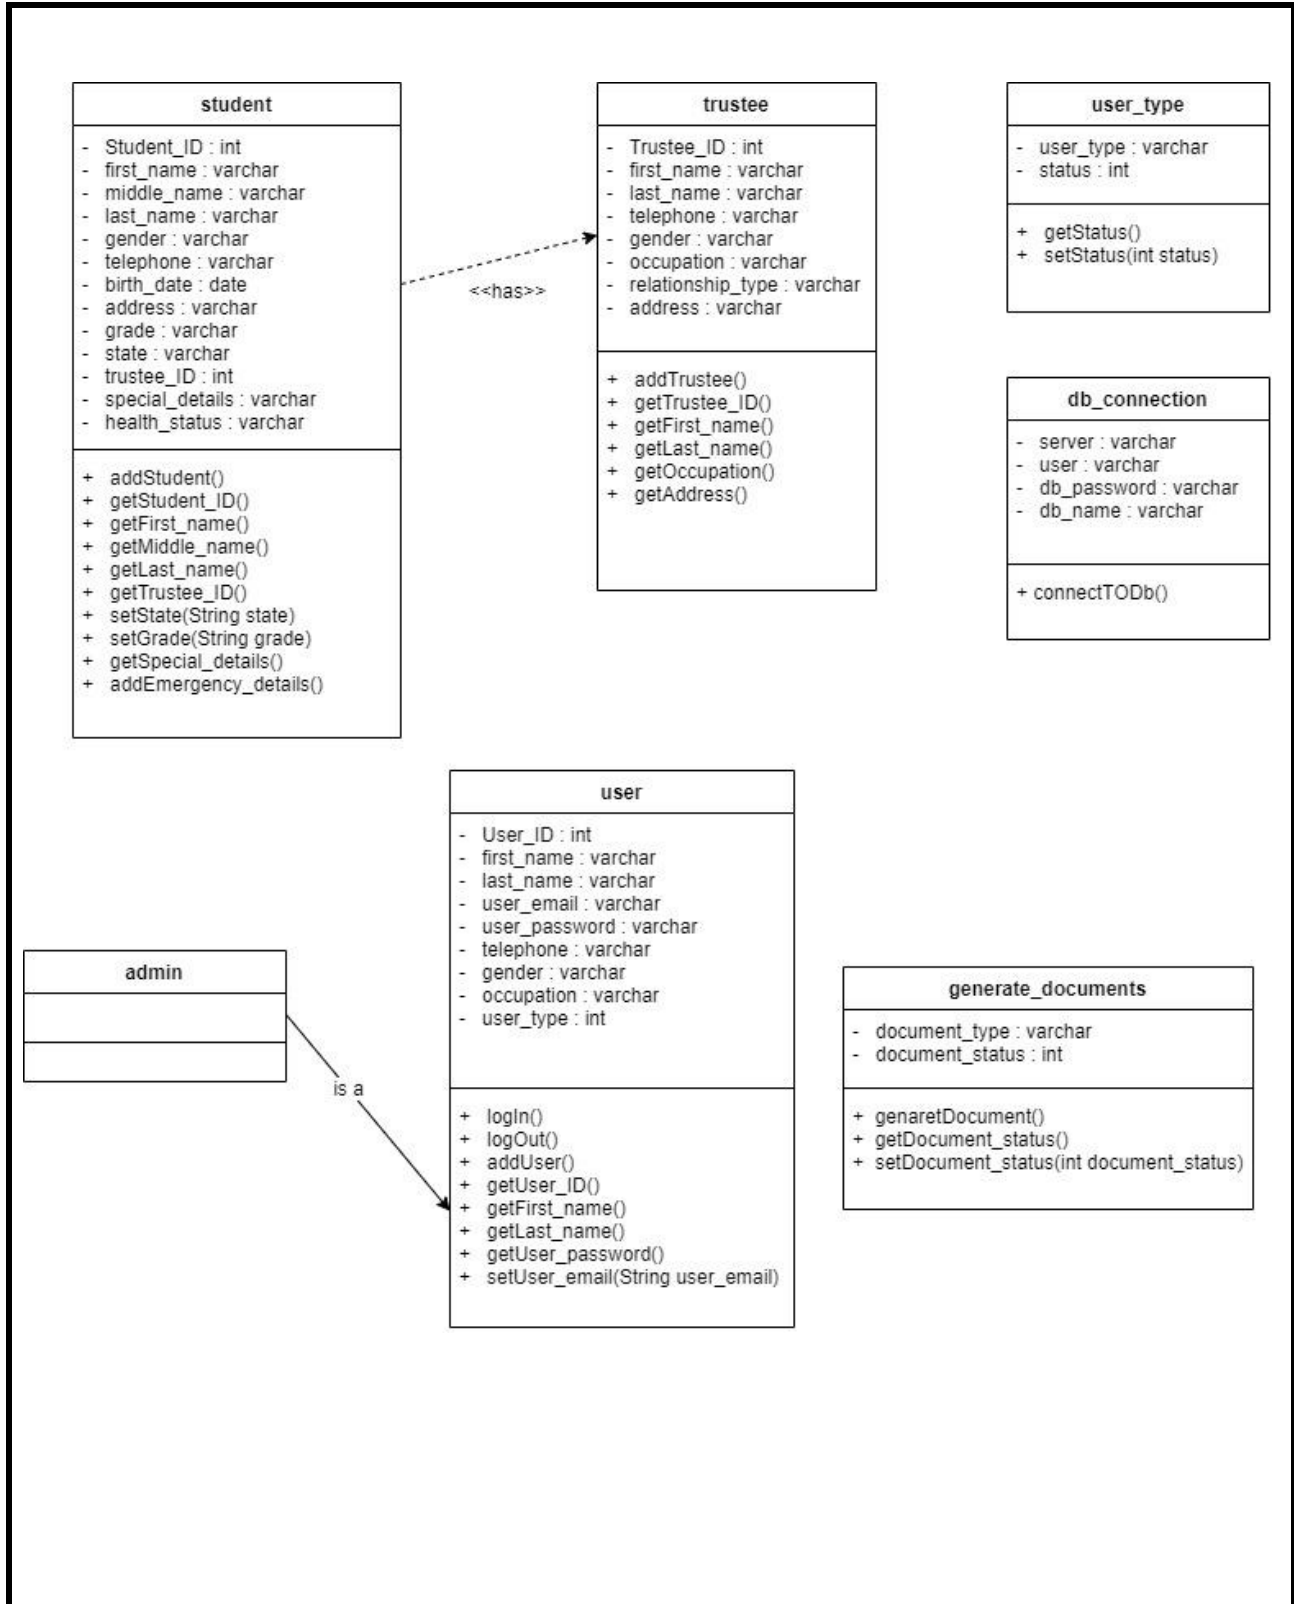 student
- Student_ID : int
- first_name : varchar
- middle_name : varchar
- last_name : varchar
- gender : varchar
- telephone : varchar
- birth_date : date
- address : varchar
- grade : varchar
- state : varchar
- trustee_ID : int
- special_details : varchar
- health_status : varchar
+ addStudent()
+ getStudent_ID()
+ getFirst_name()
+ getMiddle_name()
+ getLast_name()
+ getTrustee_ID()
+ setState(String state)
+ setGrade(String grade)
+ getSpecial_details()
+ addEmergency_details()
<<has>>
trustee
- Trustee_ID : int
- first_name : varchar
- last_name : varchar
- telephone : varchar
- gender : varchar
- occupation : varchar
- relationship_type : varchar
- address : varchar
+ addTrustee()
+ getTrustee_ID()
+ getFirst_name()
+ getLast_name()
+ getOccupation()
+ getAddress()
user_type
- user_type : varchar
- status : int
+ getStatus()
+ setStatus(int status)
db_connection
- server : varchar
- user : varchar
- db_password : varchar
- db_name : varchar
+ connectTODb()
admin
is a
user
- User_ID : int
- first_name : varchar
- last_name : varchar
- user_email : varchar
- user_password : varchar
- telephone : varchar
- gender : varchar
- occupation : varchar
- user_type : int
+ logIn()
+ logOut()
+ addUser()
+ getUser_ID()
+ getFirst_name()
+ getLast_name()
+ getUser_password()
+ setUser_email(String user_email)
generate_documents
- document_type : varchar
- document_status : int
+ genaretDocument()
+ getDocument_status()
+ setDocument_status(int document_status)